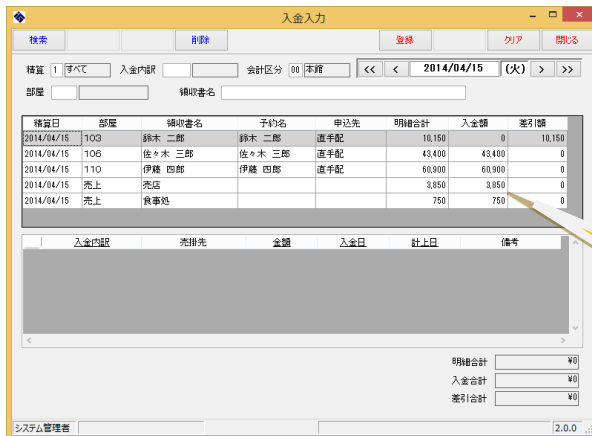 入金入力
検索 削除 登録 クリア 閉じる
積算 1 すべて 入金内訳 会計区分 00 本館 << < 2014/04/15 (火) > >>
部屋 領収書名
積算日 部屋 領収書名 予約名 申込先 明細合計 入金額 差引額
2014/04/15 103 鈴木 二郎 鈴木 二郎 直手配 10,150 0 10,150
2014/04/15 106 佐々木 三郎 佐々木 三郎 直手配 43,400 43,400 0
2014/04/15 110 伊藤 四郎 伊藤 四郎 直手配 60,900 60,900 0
2014/04/15 売上 売店 3,850 3,850 0
2014/04/15 売上 食事処 750 750 0
入金内訳 売掛先 金額 入金日 計上日 備考
明細合計 ¥0
入金合計 ¥0
差引合計 ¥0
システム管理者 2.0.0